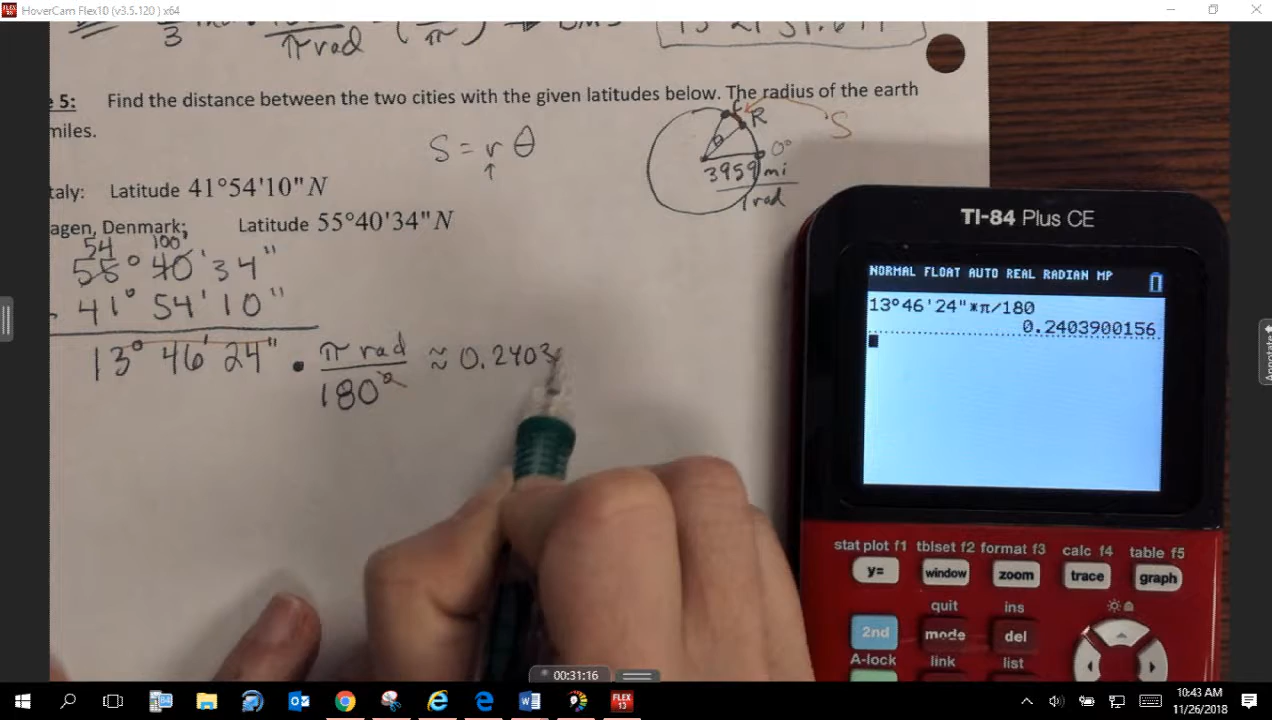 HoverCam Flex10 (v3.5.120) x64
3
π rad
π
e 5: Find the distance between the two cities with the given latitudes below. The radius of the earth
miles.
S = r θ
R
S
0°
θ
3959 mi
1 rad
taly: Latitude 41°54'10" N
agen, Denmark; Latitude 55°40'34" N
54 100
55° 40' 34"
41° 54' 10"
13° 46' 24" • π rad ≈ 0.2403
180°
TI-84 Plus CE
NORMAL FLOAT AUTO REAL RADIAN MP
13°46'24"*π/180
0.2403900156
stat plot f1 tblset f2 format f3 calc f4 table f5
y= window zoom trace graph
quit ins
2nd mode del
A-lock link list
Annotate
00:31:16
FLEX
13
10:43 AM
11/26/2018